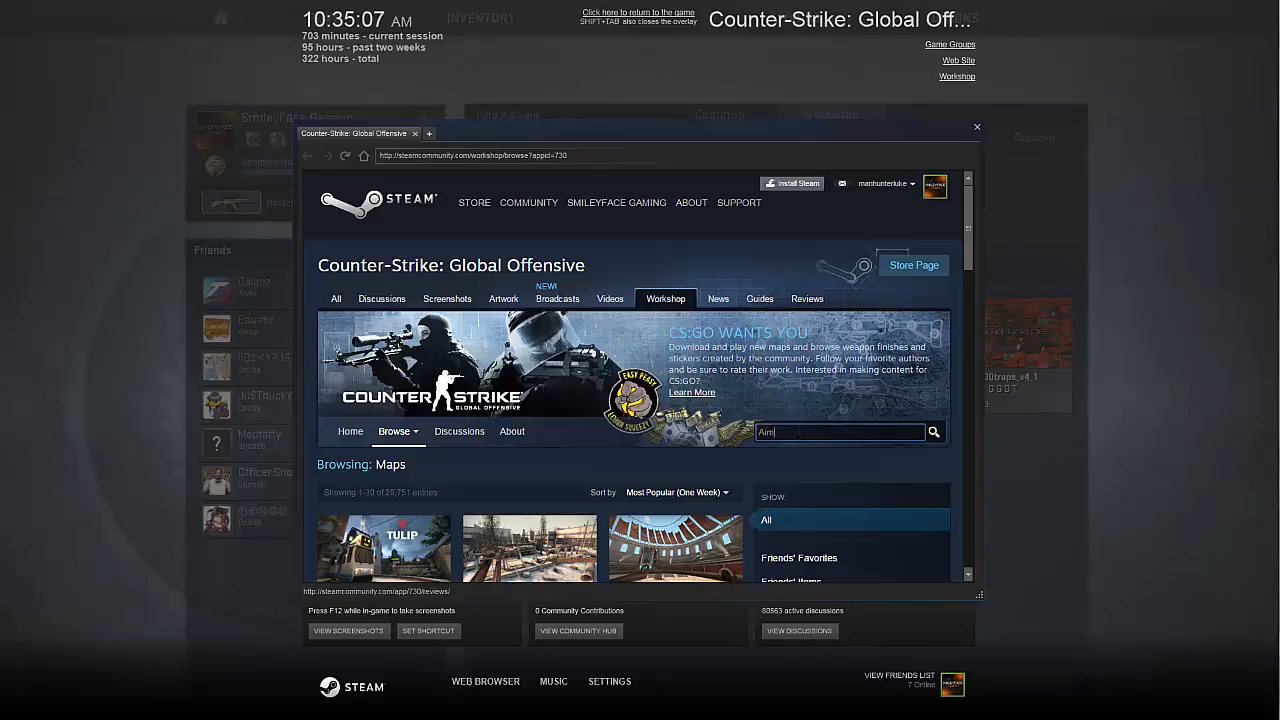 10:35:07 AM
703 minutes - current session
95 hours - past two weeks
322 hours - total
INVENTORY
Click here to return to the game
SHIFT+TAB also closes the overlay
Counter-Strike: Global Off...
Game Groups
Web Site
Workshop
SmileyFace Gaming
Find A Game
Common
Custom
Friends
Counter-Strike: Global Offensive
http://steamcommunity.com/workshop/browse?appid=730
Install Steam
manhunterluke
STEAM
STORE COMMUNITY SMILEYFACE GAMING ABOUT SUPPORT
Counter-Strike: Global Offensive
Store Page
NEW!
All Discussions Screenshots Artwork Broadcasts Videos Workshop News Guides Reviews
CS:GO WANTS YOU
Download and play new maps and browse weapon finishes and
stickers created by the community. Follow your favorite authors
and be sure to rate their work. Interested in making content for
CS:GO?
Learn More
COUNTER STRIKE
GLOBAL OFFENSIVE
EASY PEASY
LEMON SQUEEZY
Home Browse Discussions About
Aim
Browsing: Maps
Showing 1-30 of 28,751 entries
Sort by Most Popular (One Week)
SHOW:
All
Friends' Favorites
Friends' Items
TULIP
http://steamcommunity.com/app/730/reviews/
Press F12 while in-game to take screenshots.
VIEW SCREENSHOTS
SET SHORTCUT
0 Community Contributions
VIEW COMMUNITY HUB
80563 active discussions
VIEW DISCUSSIONS
STEAM
WEB BROWSER
MUSIC
SETTINGS
VIEW FRIENDS LIST
7 Online